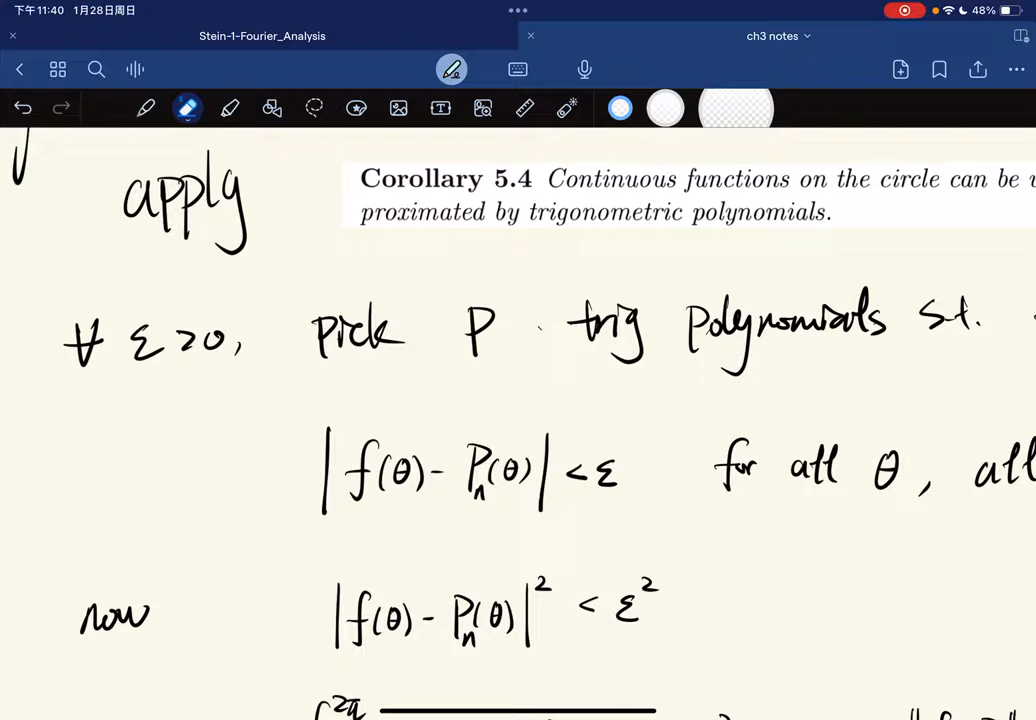 下午11:40 1月28日周日
48%
Stein-1-Fourier_Analysis
ch3 notes
apply
Corollary 5.4 Continuous functions on the circle can be
proximated by trigonometric polynomials.
∀ ε>0, pick P trig polynomials s.t.
|f(θ) - Pₙ(θ)| < ε for all θ, all
now |f(θ) - Pₙ(θ)|² < ε²